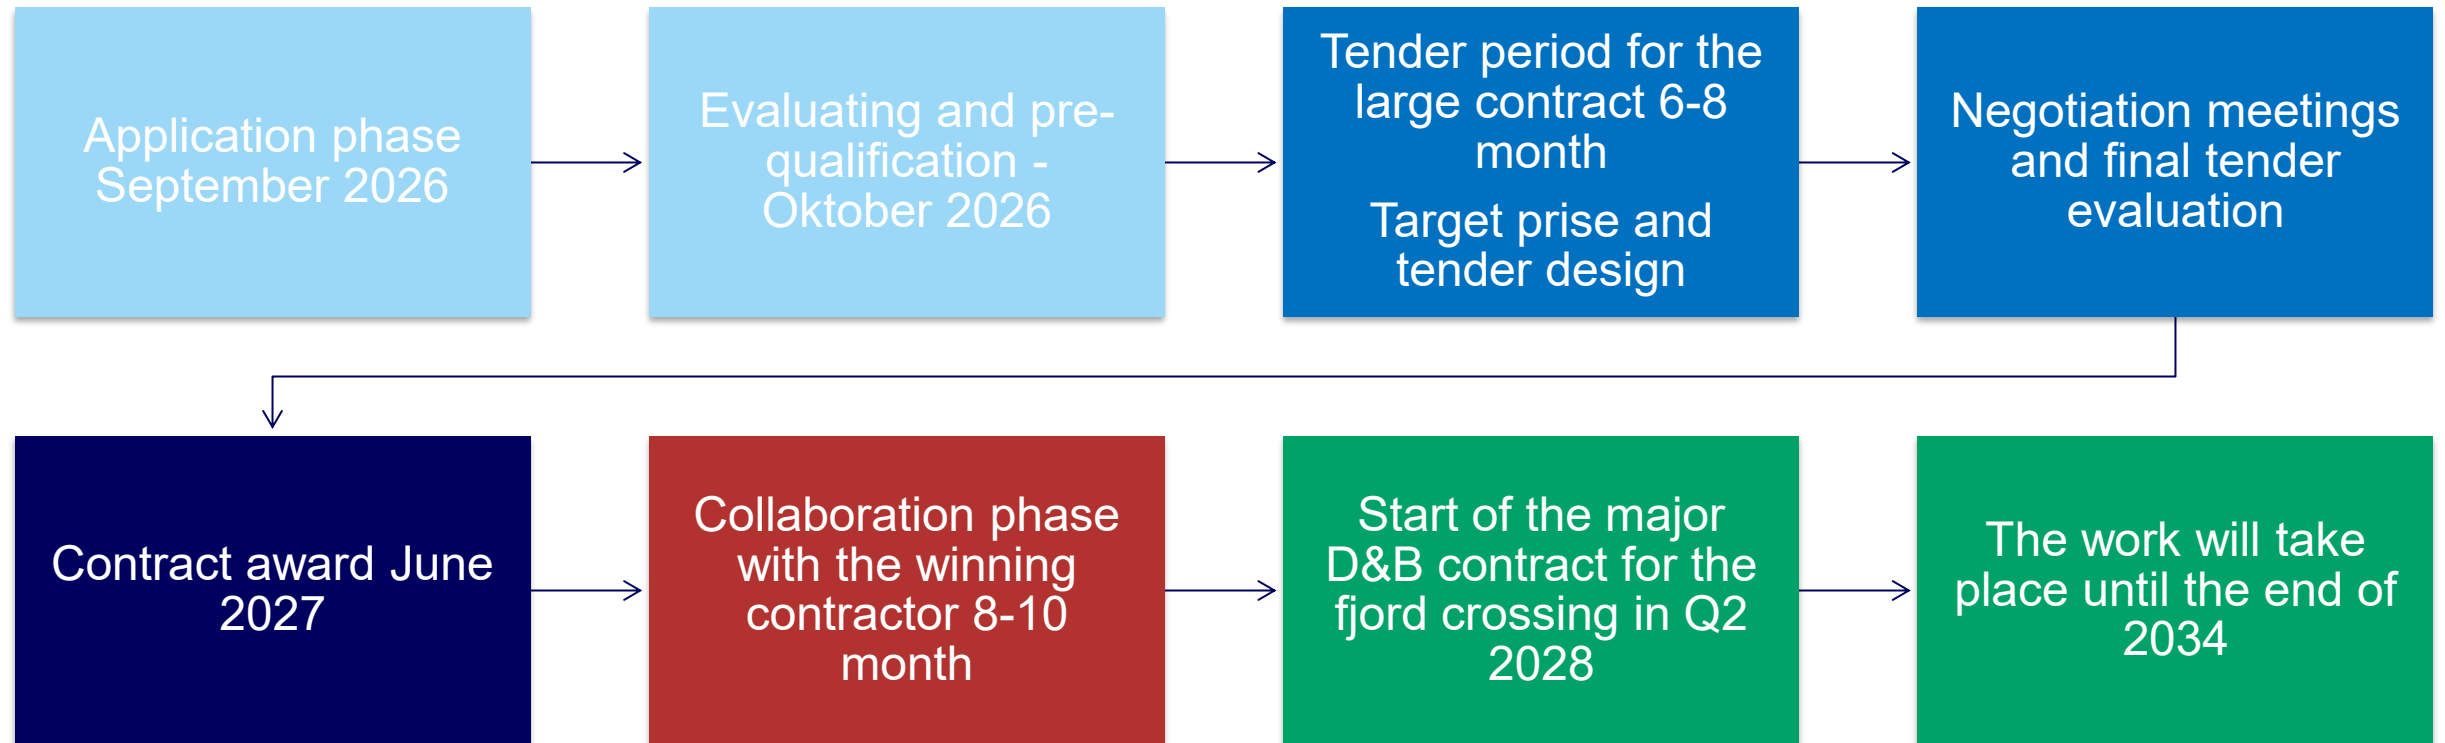 Application phase
September 2026
Evaluating and pre-
qualification -
Oktober 2026
Tender period for the
large contract 6-8
month
Target prise and
tender design
Negotiation meetings
and final tender
evaluation
Contract award June
2027
Collaboration phase
with the winning
contractor 8-10
month
Start of the major
D&B contract for the
fjord crossing in Q2
2028
The work will take
place until the end of
2034